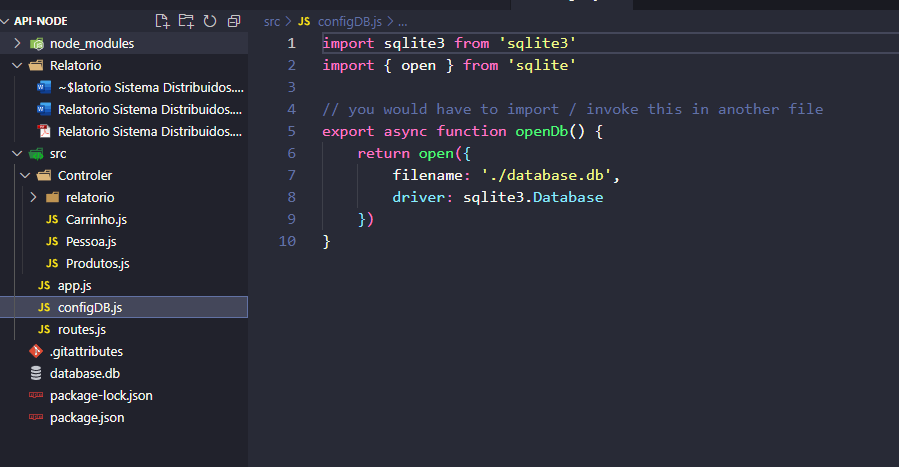 API-NODE
node_modules
Relatorio
~$latorio Sistema Distribuidos....
Relatorio Sistema Distribuidos....
Relatorio Sistema Distribuidos....
src
Controler
relatorio
JS Carrinho.js
JS Pessoa.js
JS Produtos.js
JS app.js
JS configDB.js
JS routes.js
.gitattributes
database.db
package-lock.json
package.json
src > JS configDB.js > ...
1 import sqlite3 from 'sqlite3'
2 import { open } from 'sqlite'
3
4 // you would have to import / invoke this in another file
5 export async function openDb() {
6     return open({
7         filename: './database.db',
8         driver: sqlite3.Database
9     })
10 }